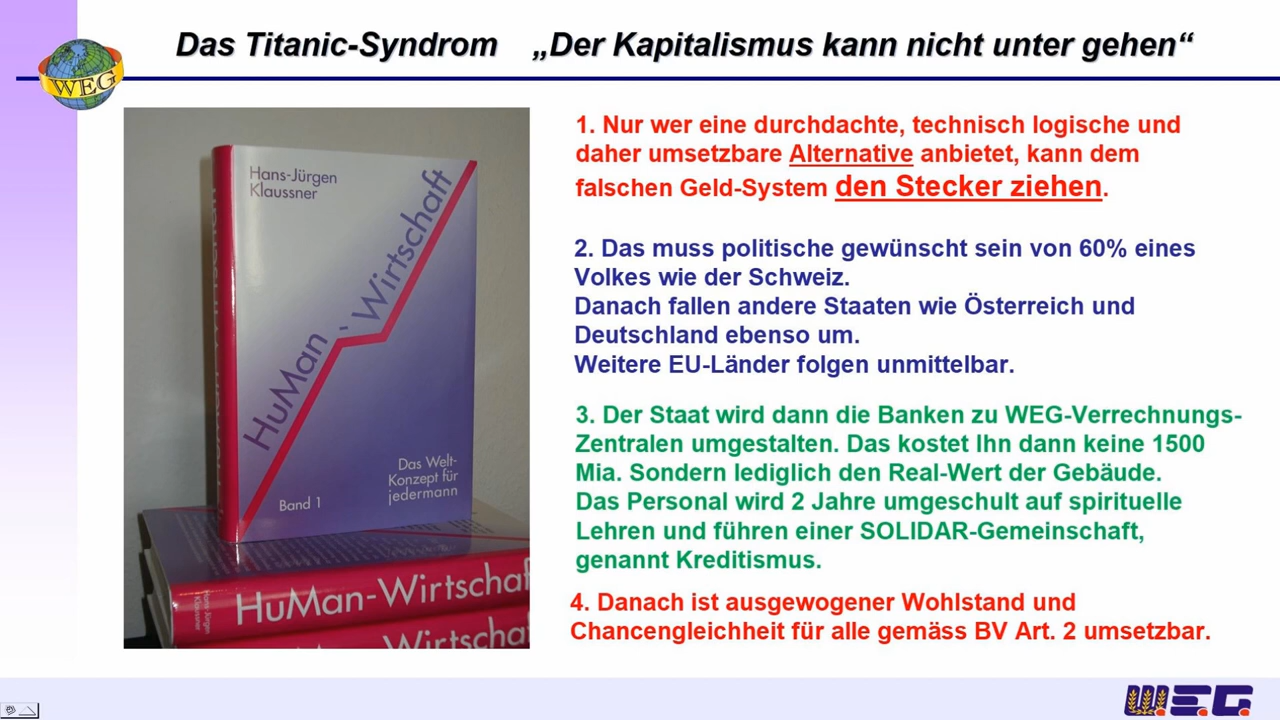 Das Titanic-Syndrom „Der Kapitalismus kann nicht unter gehen“
WEG
Hans-Jürgen
Klaussner
HuMan`Wirtschaft
Das Welt-
Konzept für
jedermann
Band 1
HuMan-Wirtschaf
Hans-Jürgen
Klaussner
Wirtschaf
1. Nur wer eine durchdachte, technisch logische und
daher umsetzbare Alternative anbietet, kann dem
falschen Geld-System den Stecker ziehen.
2. Das muss politische gewünscht sein von 60% eines
Volkes wie der Schweiz.
Danach fallen andere Staaten wie Österreich und
Deutschland ebenso um.
Weitere EU-Länder folgen unmittelbar.
3. Der Staat wird dann die Banken zu WEG-Verrechnungs-
Zentralen umgestalten. Das kostet Ihn dann keine 1500
Mia. Sondern lediglich den Real-Wert der Gebäude.
Das Personal wird 2 Jahre umgeschult auf spirituelle
Lehren und führen einer SOLIDAR-Gemeinschaft,
genannt Kreditismus.
4. Danach ist ausgewogener Wohlstand und
Chancengleichheit für alle gemäss BV Art. 2 umsetzbar.
W.E.G.